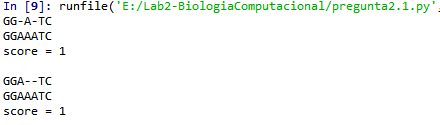 In [9]: runfile('E:/Lab2-BiologiaComputacional/pregunta2.1.py',
GG-A-TC
GGAAATC
score = 1
GGA--TC
GGAAATC
score = 1